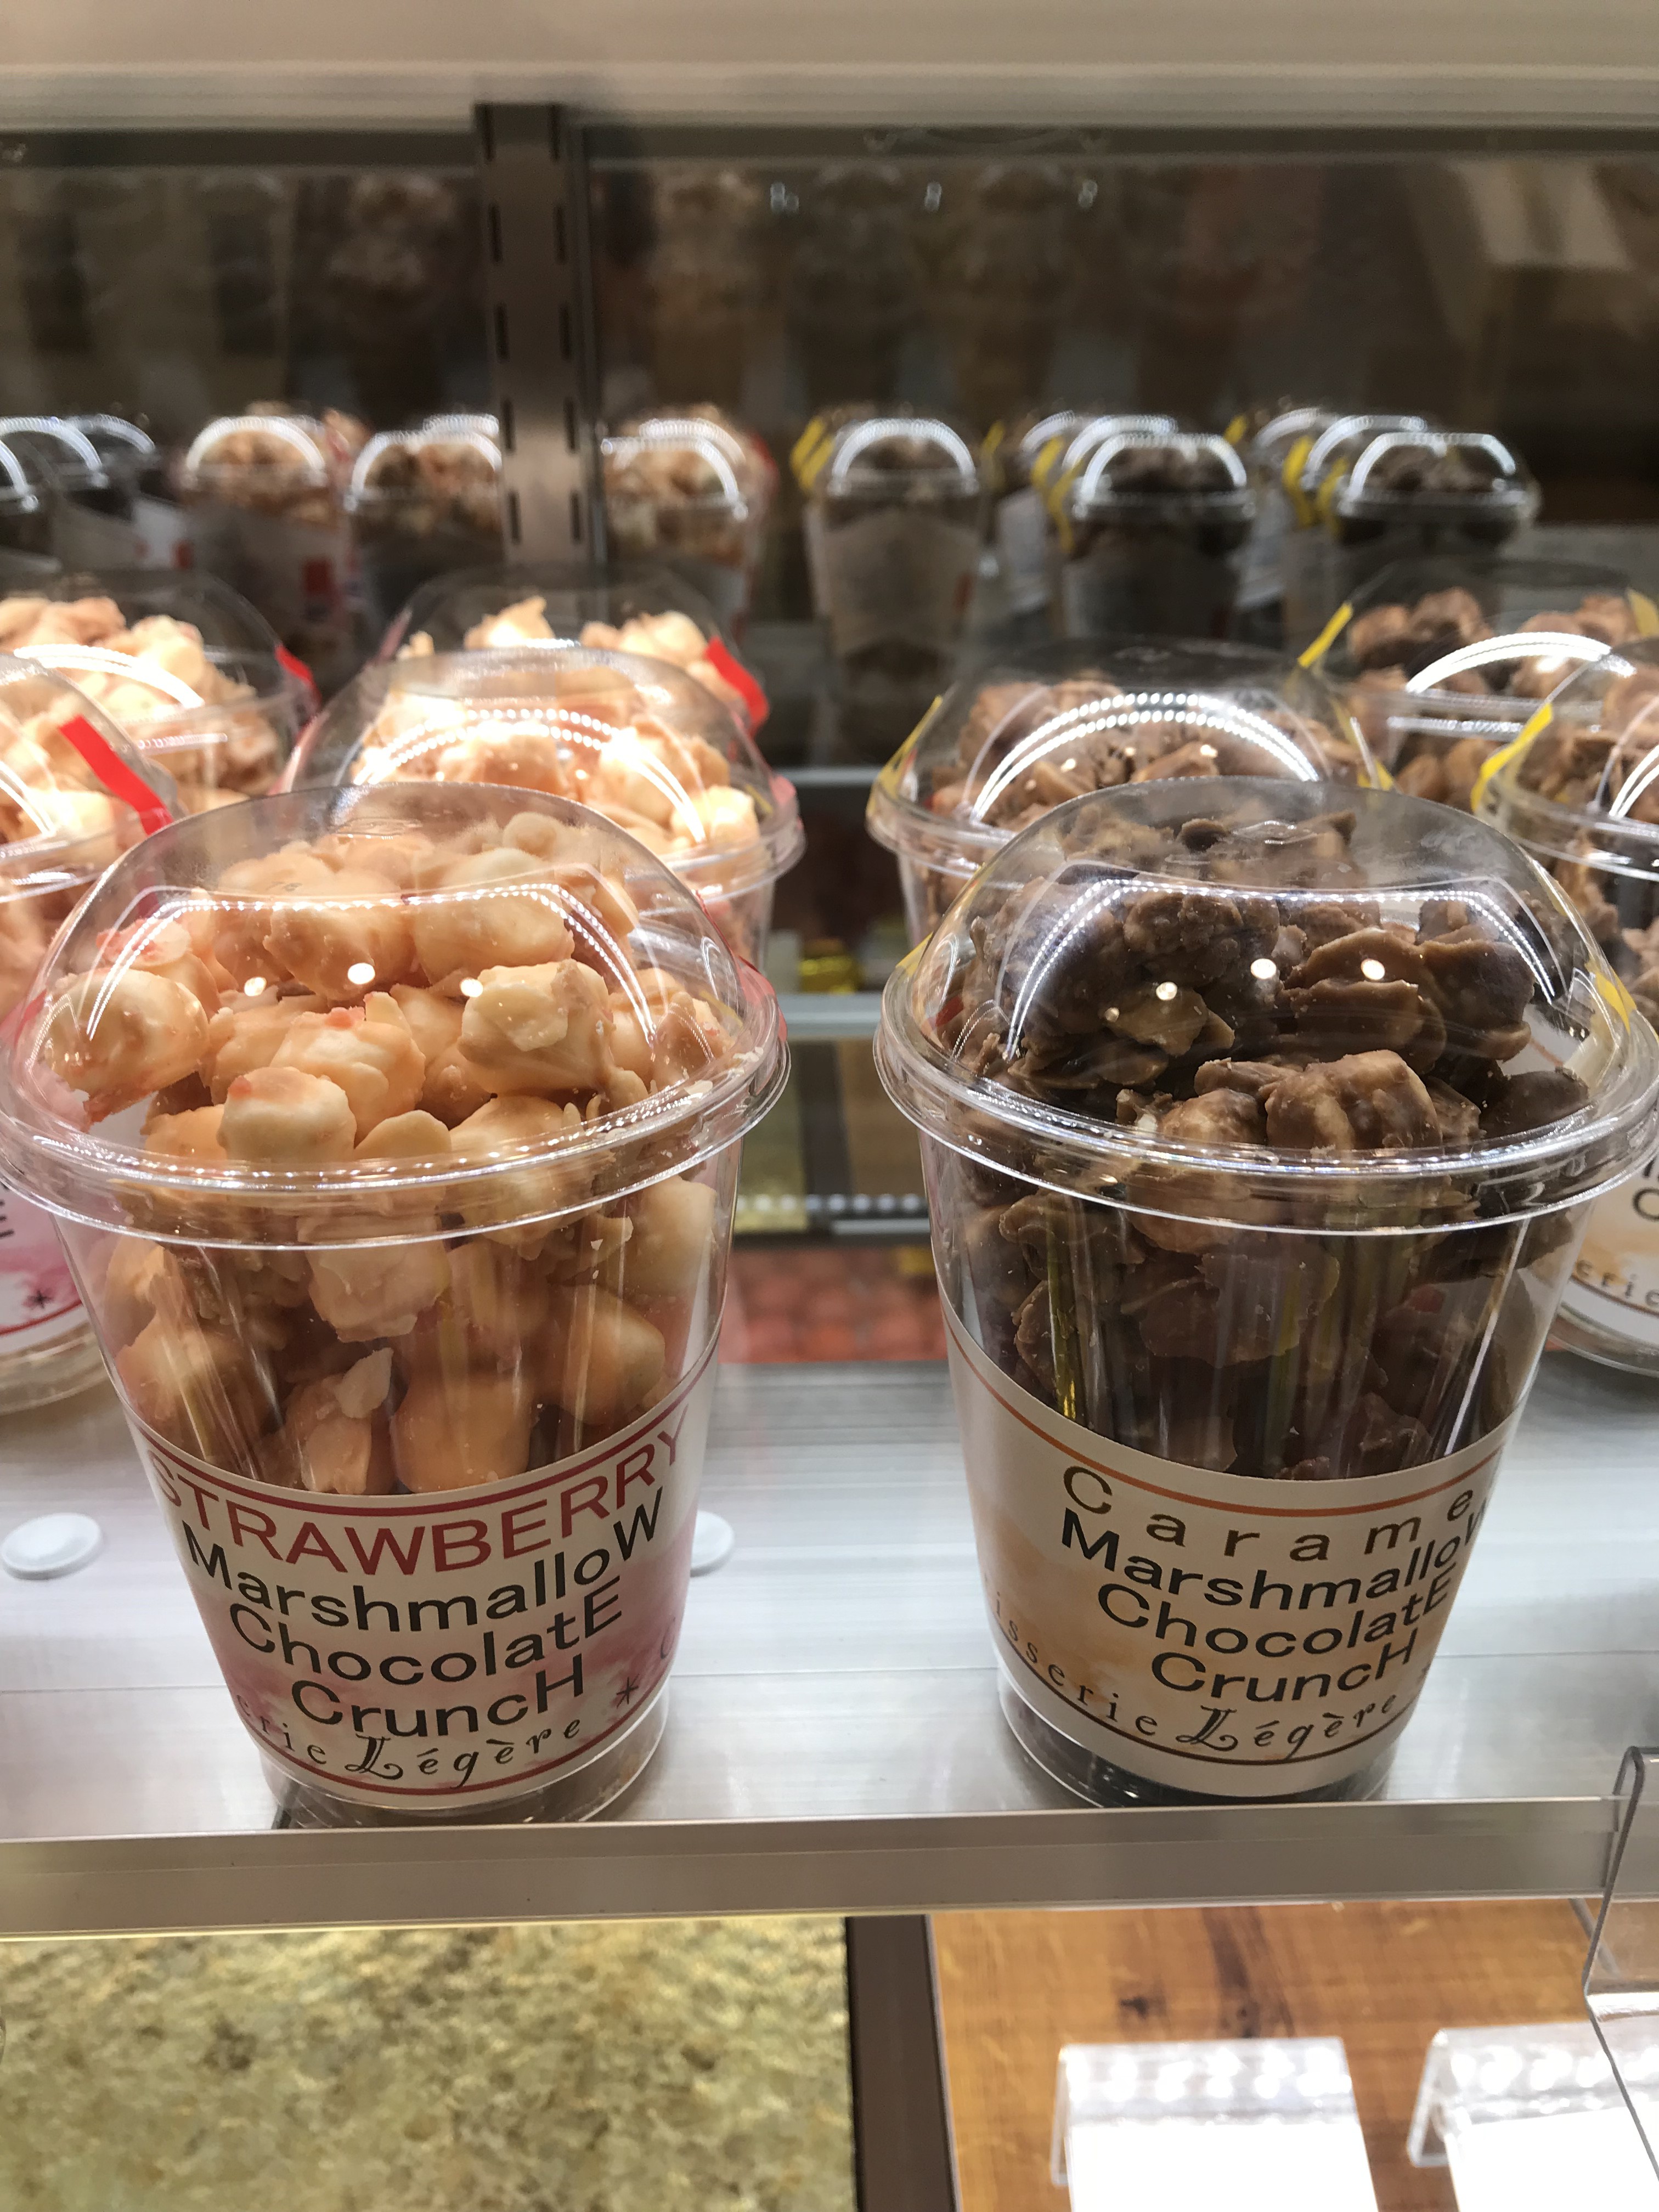 STRAWBERRY
MarshmalloW
ChocolatE
CruncH
erie Légère *
Carame
MarshmalloW
ChocolatE
CruncH
isserie Légère